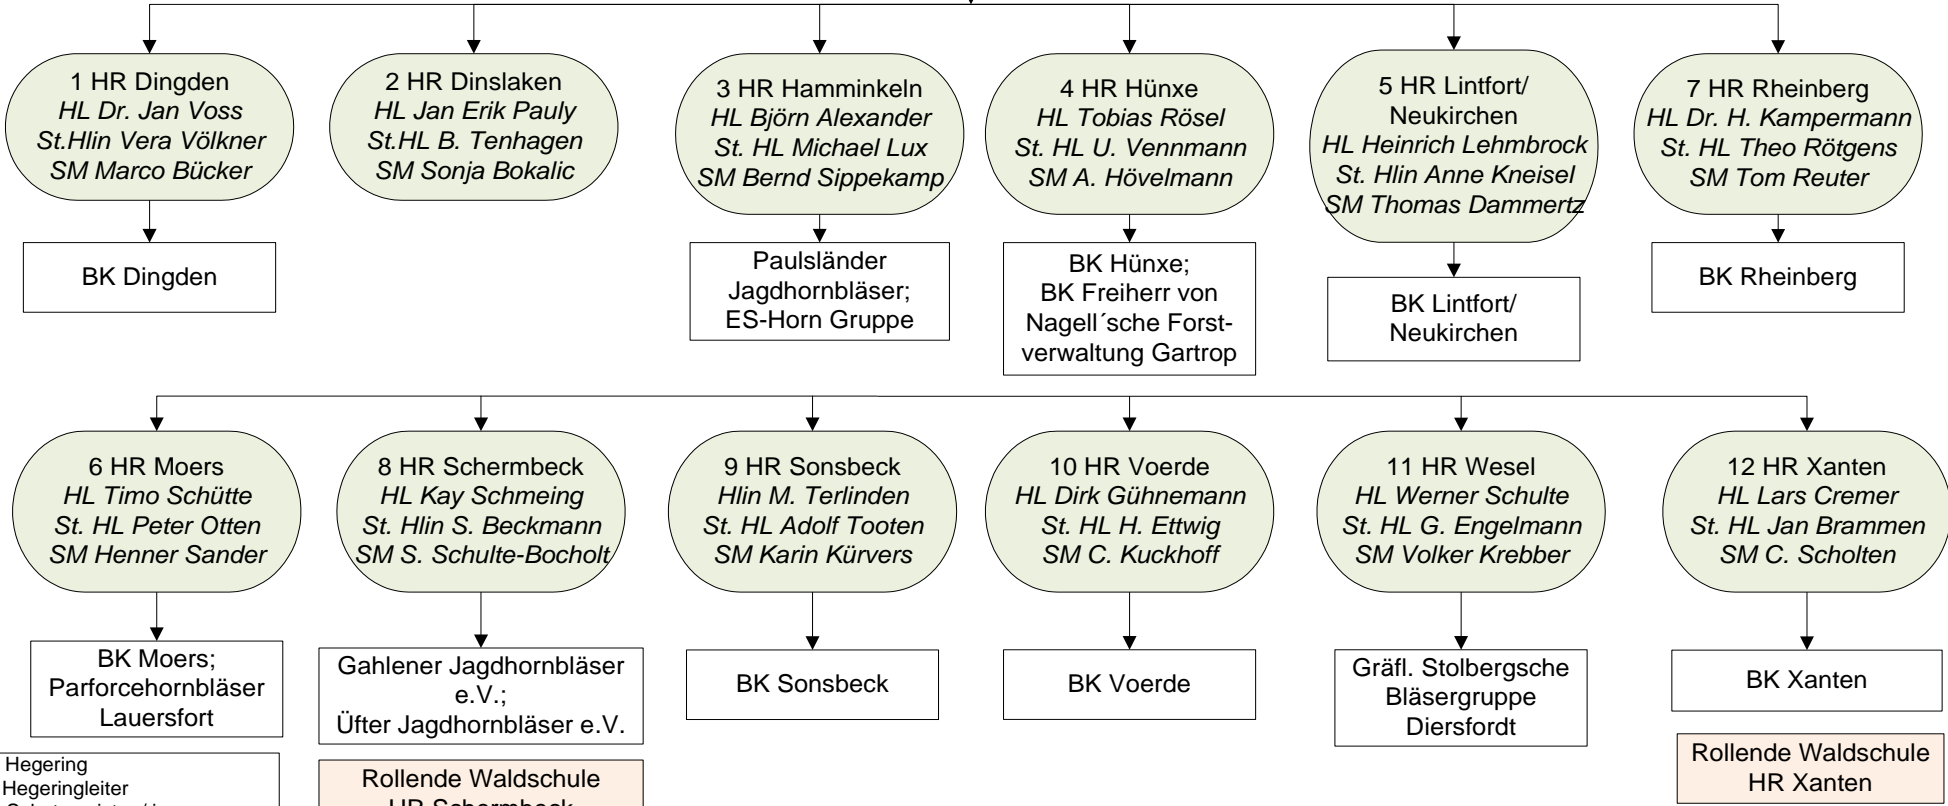 1 HR Dingden
HL Dr. Jan Voss
St.Hlin Vera Völkner
SM Marco Bücker
2 HR Dinslaken
HL Jan Erik Pauly
St.HL B. Tenhagen
SM Sonja Bokalic
3 HR Hamminkeln
HL Björn Alexander
St. HL Michael Lux
SM Bernd Sippekamp
4 HR Hünxe
HL Tobias Rösel
St. HL U. Vennmann
SM A. Hövelmann
5 HR Lintfort/
Neukirchen
HL Heinrich Lehmbrock
St. Hlin Anne Kneisel
SM Thomas Dammertz
7 HR Rheinberg
HL Dr. H. Kampermann
St. HL Theo Rötgens
SM Tom Reuter
BK Dingden
Paulsländer
Jagdhornbläser;
ES-Horn Gruppe
BK Hünxe;
BK Freiherr von
Nagell´sche Forst-
verwaltung Gartrop
BK Lintfort/
Neukirchen
BK Rheinberg
6 HR Moers
HL Timo Schütte
St. HL Peter Otten
SM Henner Sander
8 HR Schermbeck
HL Kay Schmeing
St. Hlin S. Beckmann
SM S. Schulte-Bocholt
9 HR Sonsbeck
Hlin M. Terlinden
St. HL Adolf Tooten
SM Karin Kürvers
10 HR Voerde
HL Dirk Gühnemann
St. HL H. Ettwig
SM C. Kuckhoff
11 HR Wesel
HL Werner Schulte
St. HL G. Engelmann
SM Volker Krebber
12 HR Xanten
HL Lars Cremer
St. HL Jan Brammen
SM C. Scholten
BK Moers;
Parforcehornbläser
Lauersfort
Gahlener Jagdhornbläser
e.V.;
Üfter Jagdhornbläser e.V.
BK Sonsbeck
BK Voerde
Gräfl. Stolbergsche
Bläsergruppe
Diersfordt
BK Xanten
Hegering
Hegeringleiter
Rollende Waldschule
HR Schermbeck
Rollende Waldschule
HR Xanten